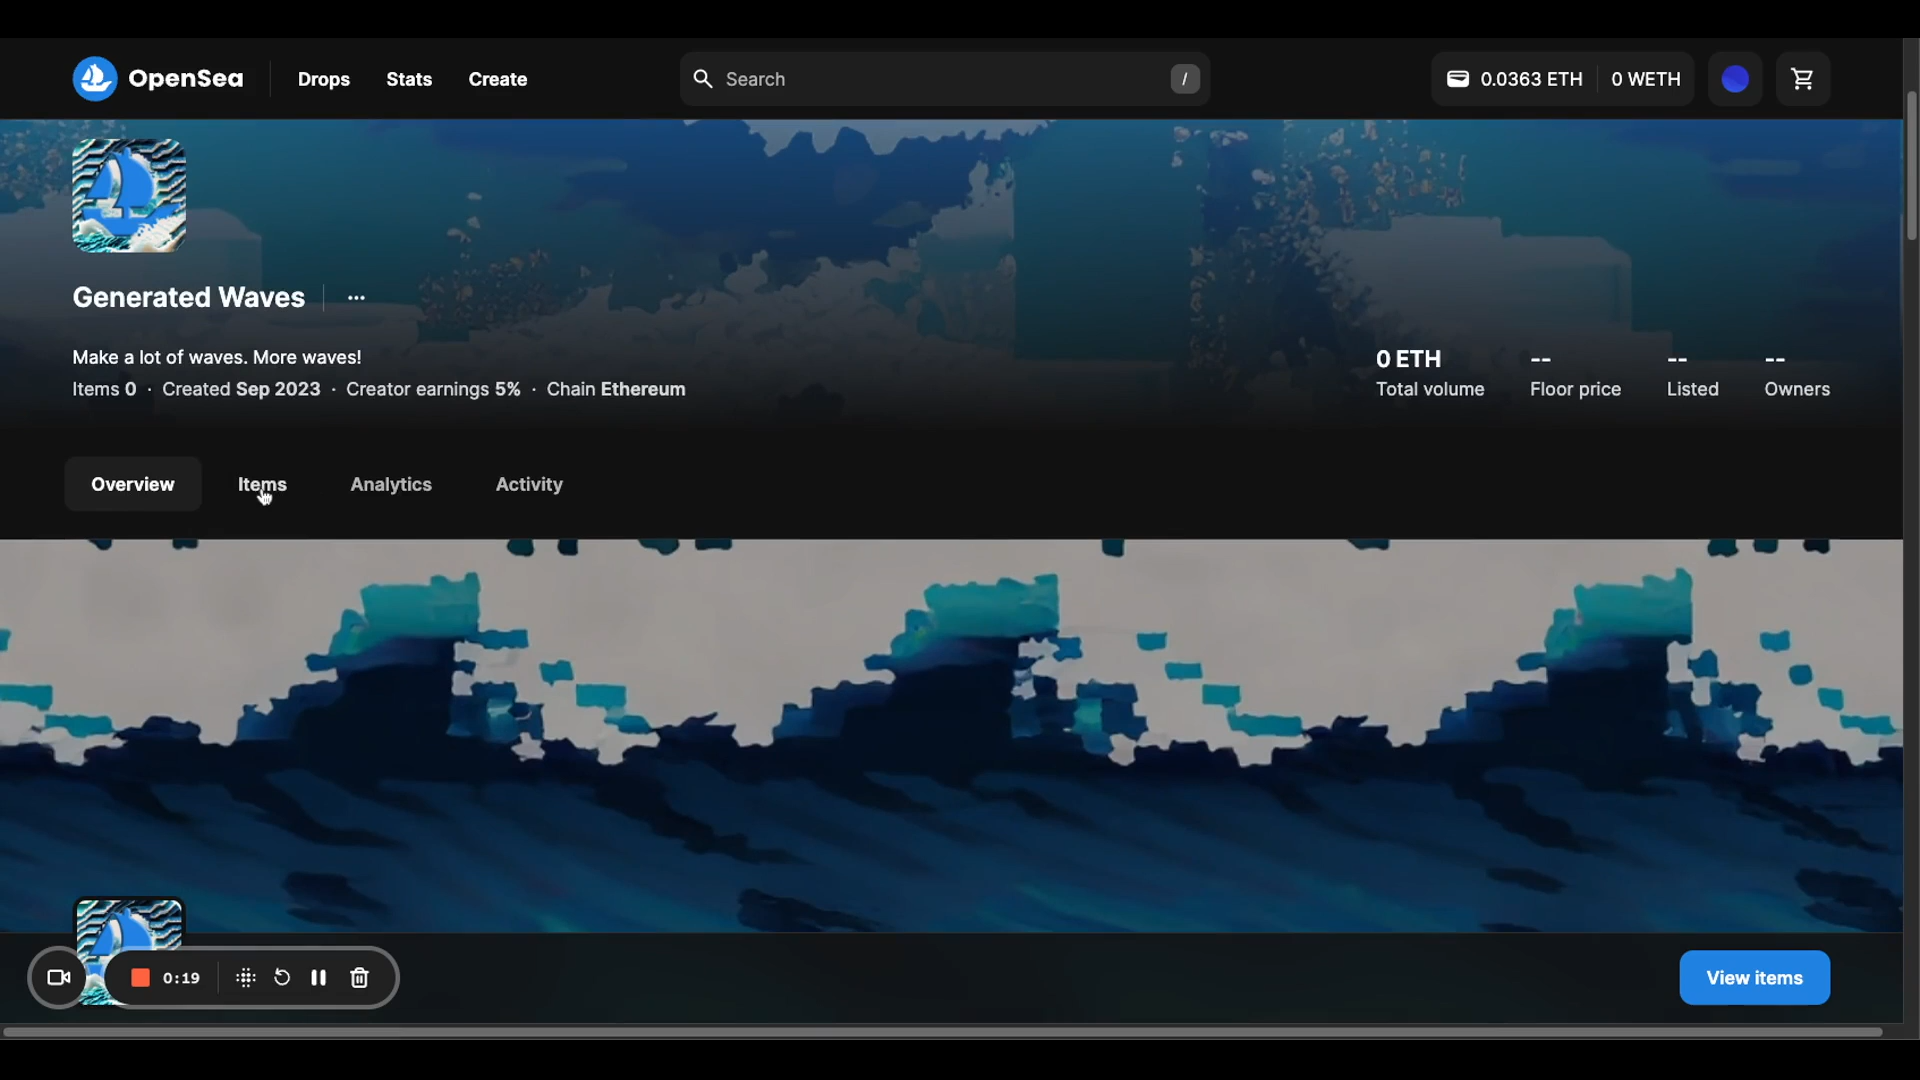 OpenSea Drops Stats Create Search / 0.0363 ETH 0 WETH
Generated Waves ...
Make a lot of waves. More waves!
Items 0 · Created Sep 2023 · Creator earnings 5% · Chain Ethereum
0 ETH -- -- --
Total volume Floor price Listed Owners
Overview Items Analytics Activity
0:19
View items